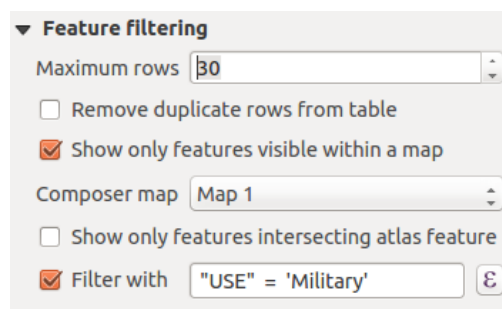 Feature filtering
Maximum rows 30
Remove duplicate rows from table
Show only features visible within a map
Composer map Map 1
Show only features intersecting atlas feature
Filter with "USE" = 'Military' ε